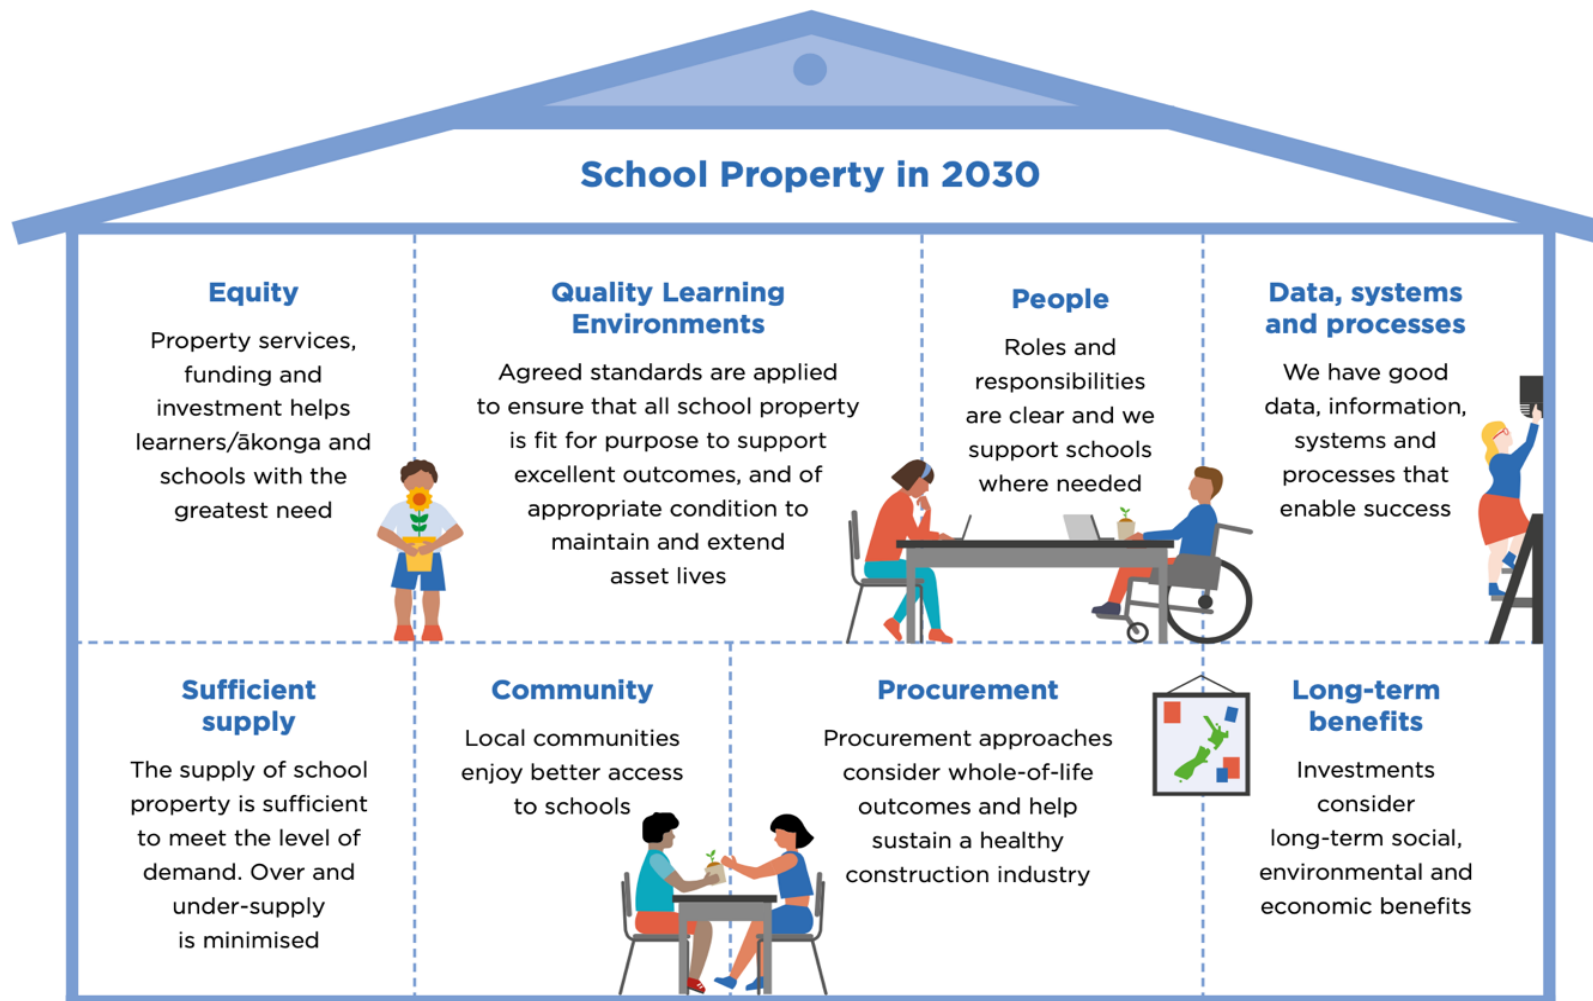 School Property in 2030
Equity
Property services,
funding and
investment helps
learners/ākonga and
schools with the
greatest need
Quality Learning
Environments
Agreed standards are applied
to ensure that all school property
is fit for purpose to support
excellent outcomes, and of
appropriate condition to
maintain and extend
asset lives
People
Roles and
responsibilities
are clear and we
support schools
where needed
Data, systems
and processes
We have good
data, information,
systems and
processes that
enable success
Sufficient
supply
The supply of school
property is sufficient
to meet the level of
demand. Over and
under-supply
is minimised
Community
Local communities
enjoy better access
to schools
Procurement
Procurement approaches
consider whole-of-life
outcomes and help
sustain a healthy
construction industry
Long-term
benefits
Investments
consider
long-term social,
environmental and
economic benefits